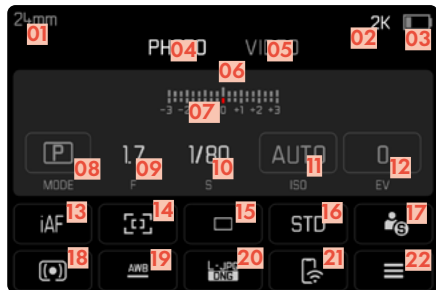 24mm 2K
01 02 03
PHOTO 04 VIDEO 05
06
07
-3 -2 0 +1 +2 +3
P 08 1.7 09 1/80 10 AUTO 11 0 12
MODE F S ISO EV
iAF 13 14 15 STD 16 17
18 AWB 19 L-JPG 20 21 22
DNG